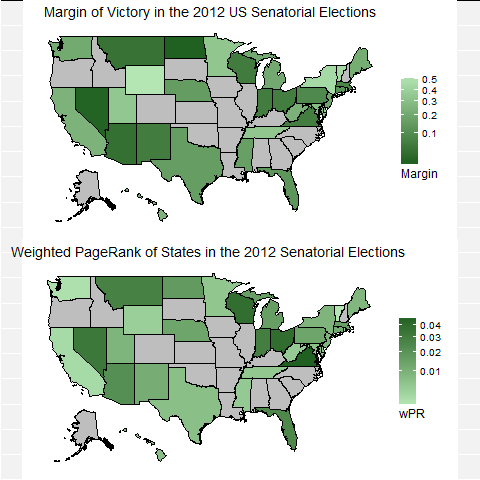 Margin of Victory in the 2012 US Senatorial Elections
0.5
0.4
0.3
0.2
0.1
Margin
Weighted PageRank of States in the 2012 Senatorial Elections
0.04
0.03
0.02
0.01
wPR